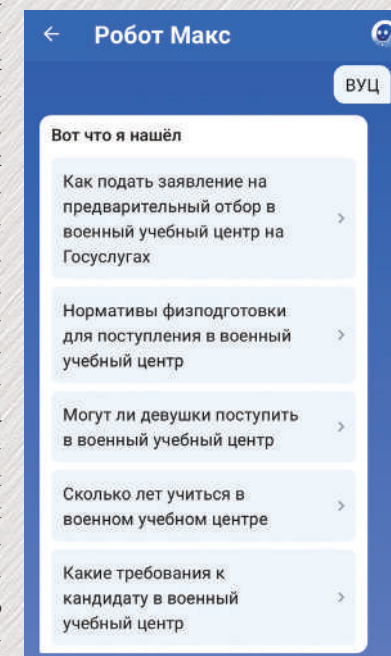 Робот Макс
ВУЦ
Вот что я нашёл
Как подать заявление на
предварительный отбор в
военный учебный центр на
Госуслугах
Нормативы физподготовки
для поступления в военный
учебный центр
Могут ли девушки поступить
в военный учебный центр
Сколько лет учиться в
военном учебном центре
Какие требования к
кандидату в военный
учебный центр